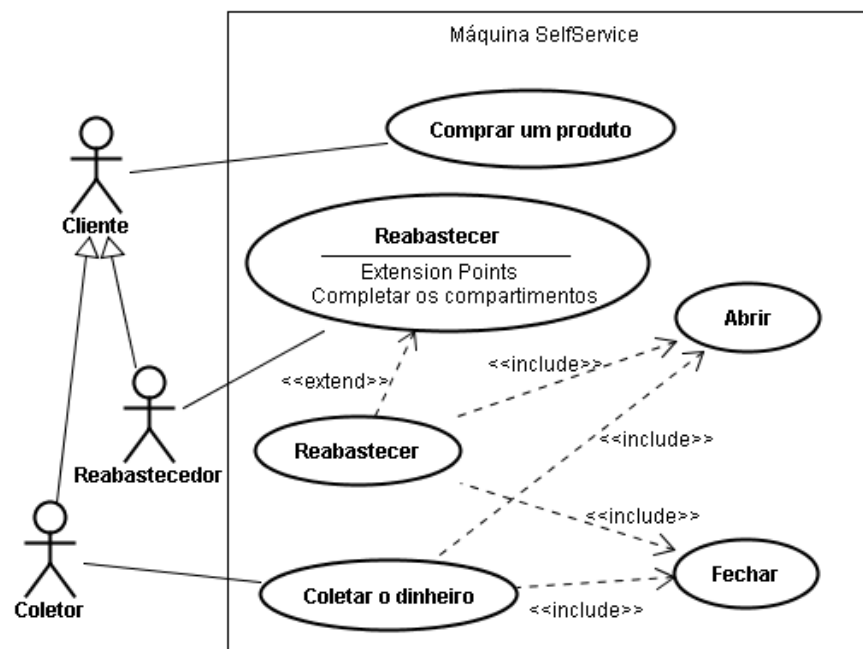 Máquina SelfService
Comprar um produto
Cliente
Reabastecer
Extension Points
Completar os compartimentos
Abrir
<<extend>>
<<include>>
Reabastecedor
Reabastecer
<<include>>
<<include>>
Coletor
Coletar o dinheiro
<<include>>
Fechar